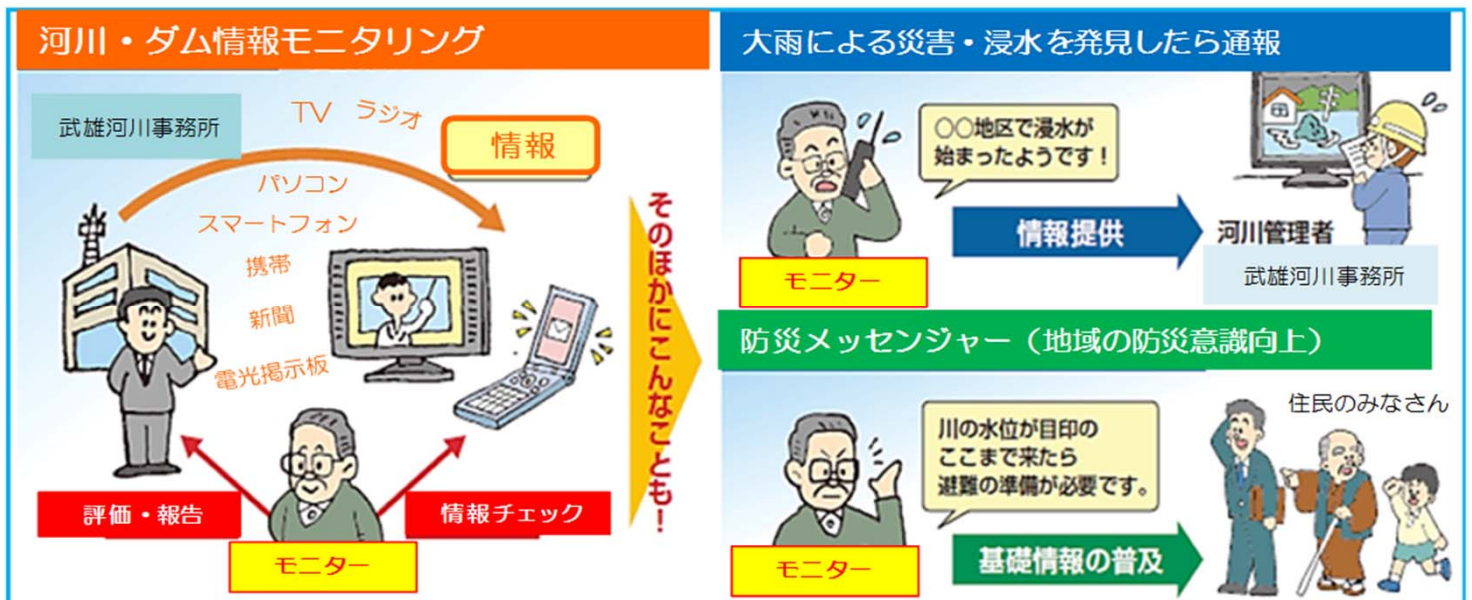 河川・ダム情報モニタリング
武雄河川事務所
TV ラジオ
情報
パソコン
スマートフォン
携帯
新聞
電光掲示板
評価・報告
情報チェック
モニター
そのほかにこんなことも！
大雨による災害・浸水を発見したら通報
〇〇地区で浸水が
始まったようです！
情報提供
河川管理者
武雄河川事務所
モニター
防災メッセンジャー（地域の防災意識向上）
川の水位が目印の
ここまで来たら
避難の準備が必要です。
住民のみなさん
基礎情報の普及
モニター